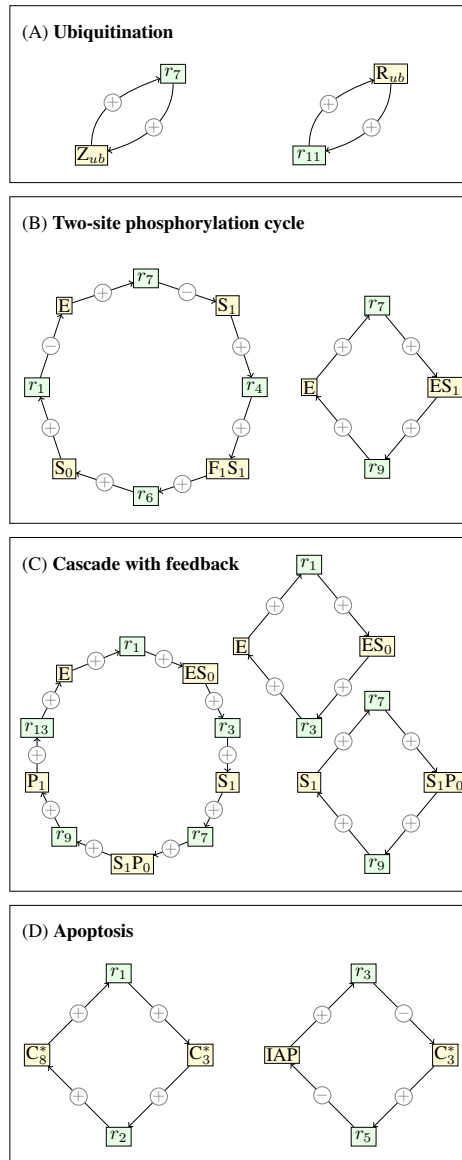 (A) Ubiquitination
r₇ R_ub
+ +
+ +
Z_ub r₁₁
(B) Two-site phosphorylation cycle
r₇ r₇
E + − S₁
− + + +
r₁ r₄ E ES₁
+ + + +
S₀ + + F₁S₁
r₆ r₉
(C) Cascade with feedback
r₁
+ +
r₁ E ES₀
E + + ES₀
+ + + +
r₁₃ r₃ r₃ r₇
+ + + +
P₁ S₁ S₁ S₁P₀
+ + + +
r₉ + + r₇
S₁P₀ r₉
(D) Apoptosis
r₁ r₃
+ + + −
C₈* C₃* IAP C₃*
+ + − +
r₂ r₅